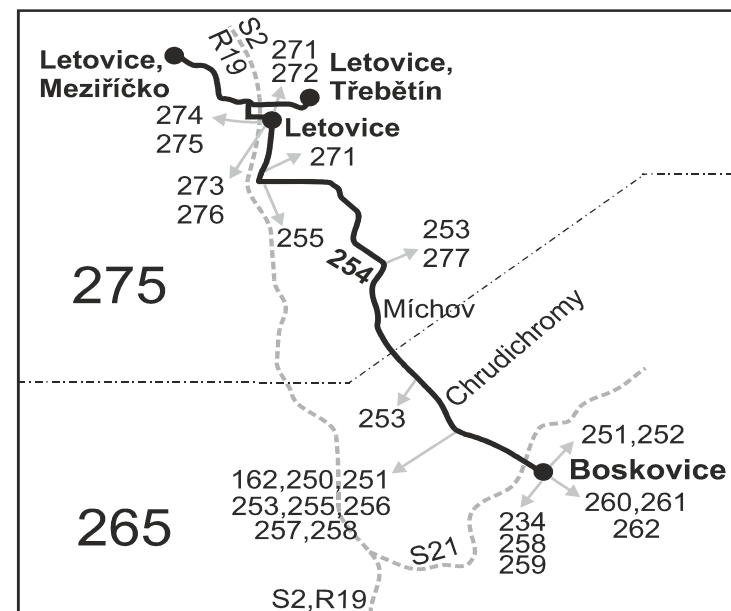 S2
R19
271
272
Letovice,
Meziříčko
Letovice,
Třebětín
274
275
Letovice
271
273
276
255
253
277
254
275
Míchov
Chrudichromy
253
251,252
Boskovice
162,250,251
253,255,256
257,258
260,261
262
234
258
259
265
S21
S2,R19